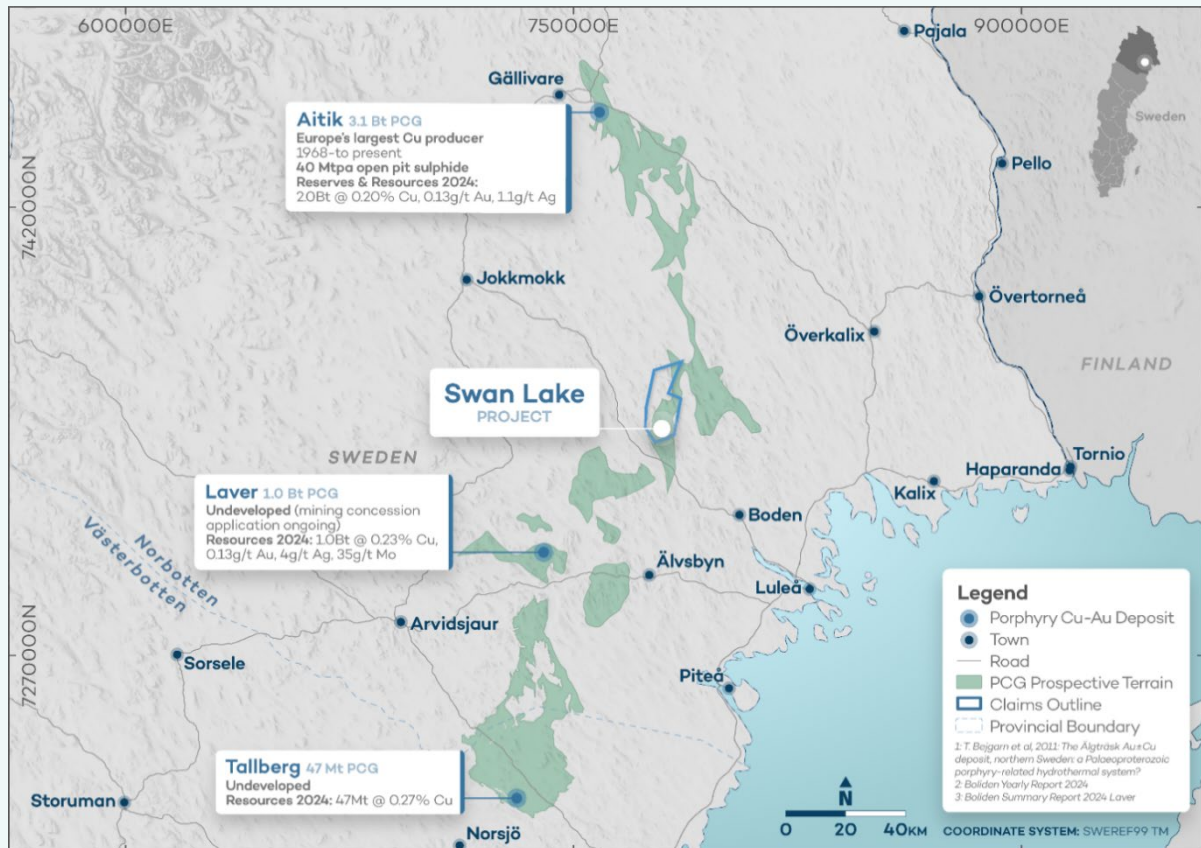 600000E
7500000E
900000E
7420000N
7270000N
Pajala
Gällivare
Sweden
Aitik 3.1 Bt PCG
Europe's largest Cu producer
1968-to present
40 Mtpa open pit sulphide
Reserves & Resources 2024:
2.0Bt @ 0.20% Cu, 0.13g/t Au, 1.1g/t Ag
Pello
Jokkmokk
Övertorneå
Överkalix
FINLAND
Swan Lake
PROJECT
SWEDEN
Tornio
Haparanda
Kalix
Laver 1.0 Bt PCG
Undeveloped (mining concession
application ongoing)
Resources 2024: 1.0Bt @ 0.23% Cu,
0.13g/t Au, 4g/t Ag, 35g/t Mo
Boden
Norrbotten
Västerbotten
Älvsbyn
Luleå
Arvidsjaur
Sorsele
Piteå
Tallberg 47 Mt PCG
Undeveloped
Resources 2024: 47Mt @ 0.27% Cu
Storuman
Norsjö
Legend
Porphyry Cu-Au Deposit
Town
Road
PCG Prospective Terrain
Claims Outline
Provincial Boundary
1: T. Bejgarn et al, 2011: The Älgträsk Au±Cu
deposit, northern Sweden: a Palaeoproterozoic
porphyry-related hydrothermal system?
2: Boliden Yearly Report 2024
3: Boliden Summary Report 2024 Laver
N
0 20 40KM
COORDINATE SYSTEM: SWEREF99 TM